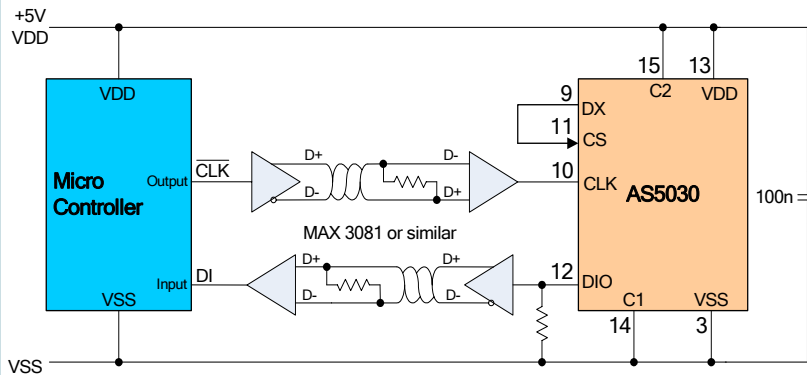 +5V
VDD
15
13
VDD
C2
VDD
9
DX
11
CS
Micro
Controller
Output
CLK
D+
D-
D-
D+
10
CLK
AS5030
100n
MAX 3081 or similar
Input
DI
D+
D-
D+
D-
12
DIO
VSS
C1
VSS
14
3
VSS